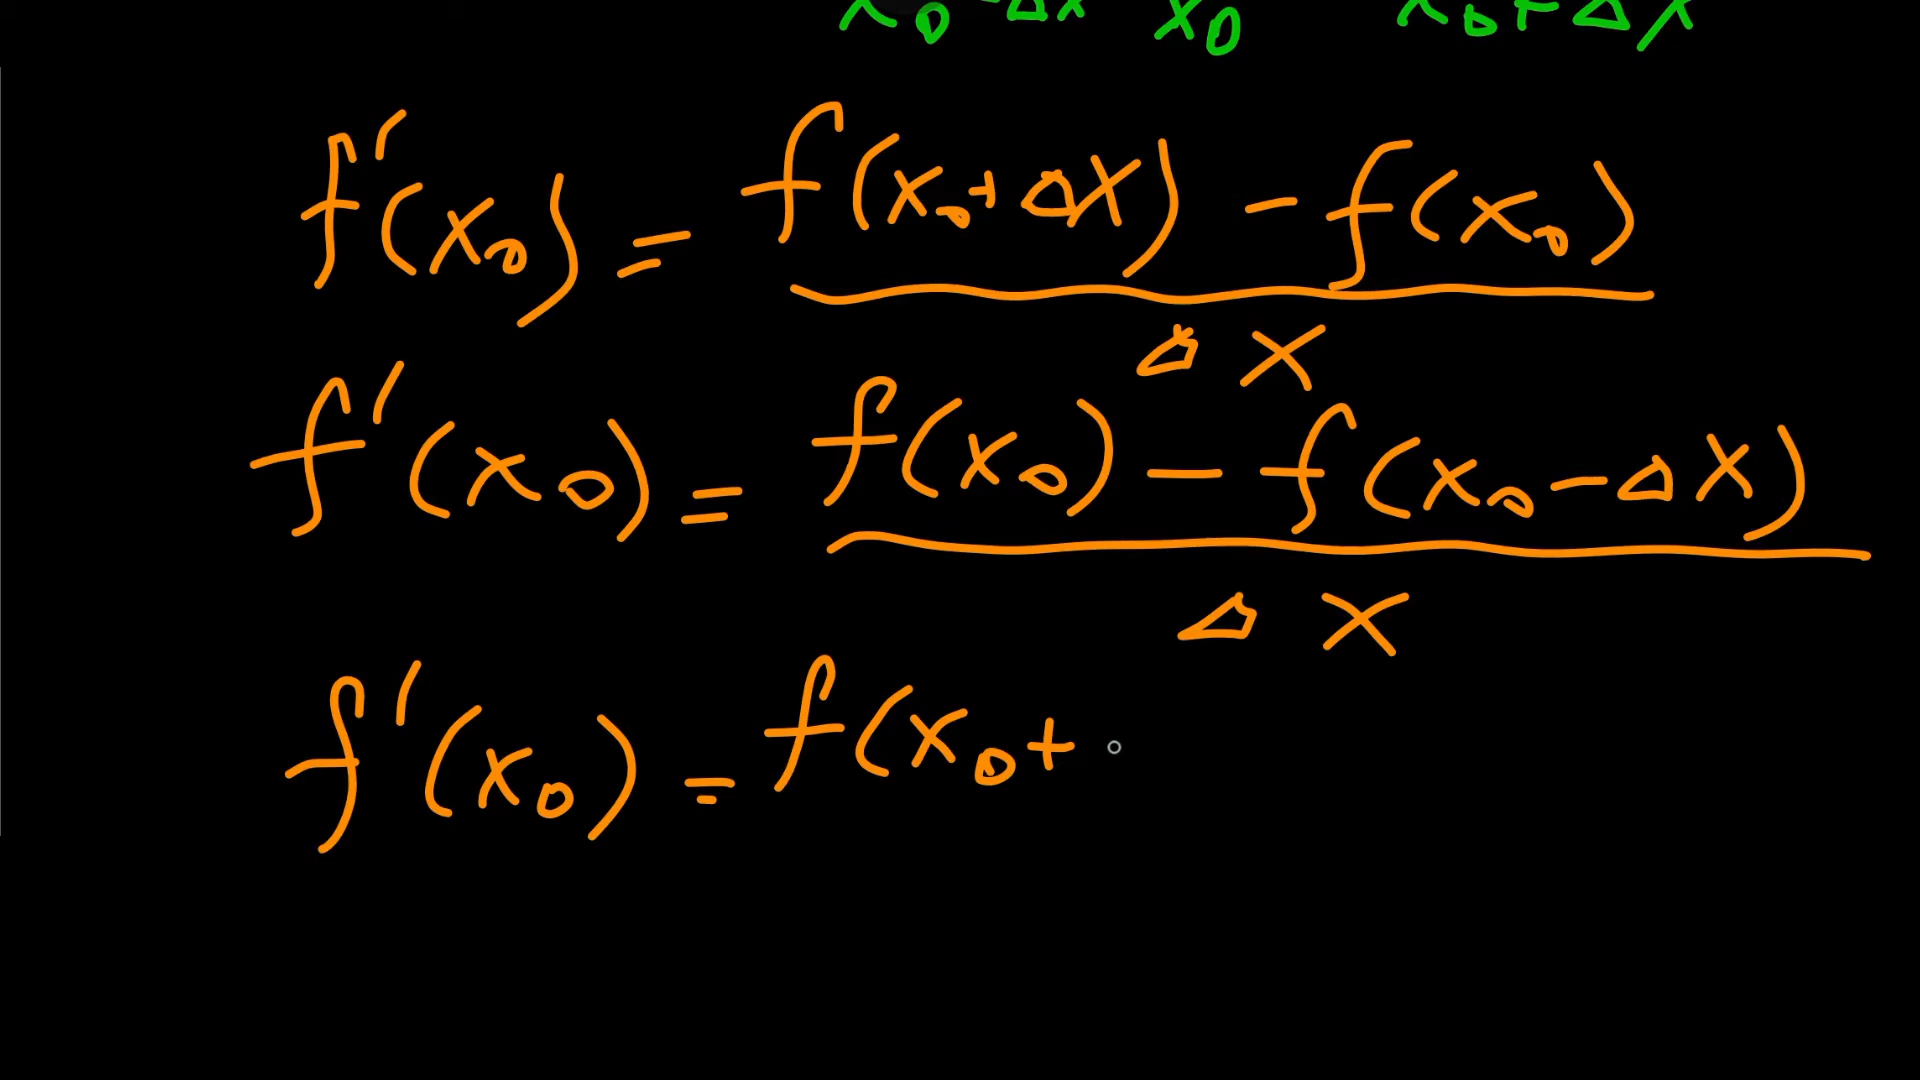 x₀-Δx x₀ x₀+Δx
f'(x₀) = f(x₀+Δx) - f(x₀)
Δx
f'(x₀) = f(x₀) - f(x₀-Δx)
Δx
f'(x₀) = f(x₀+